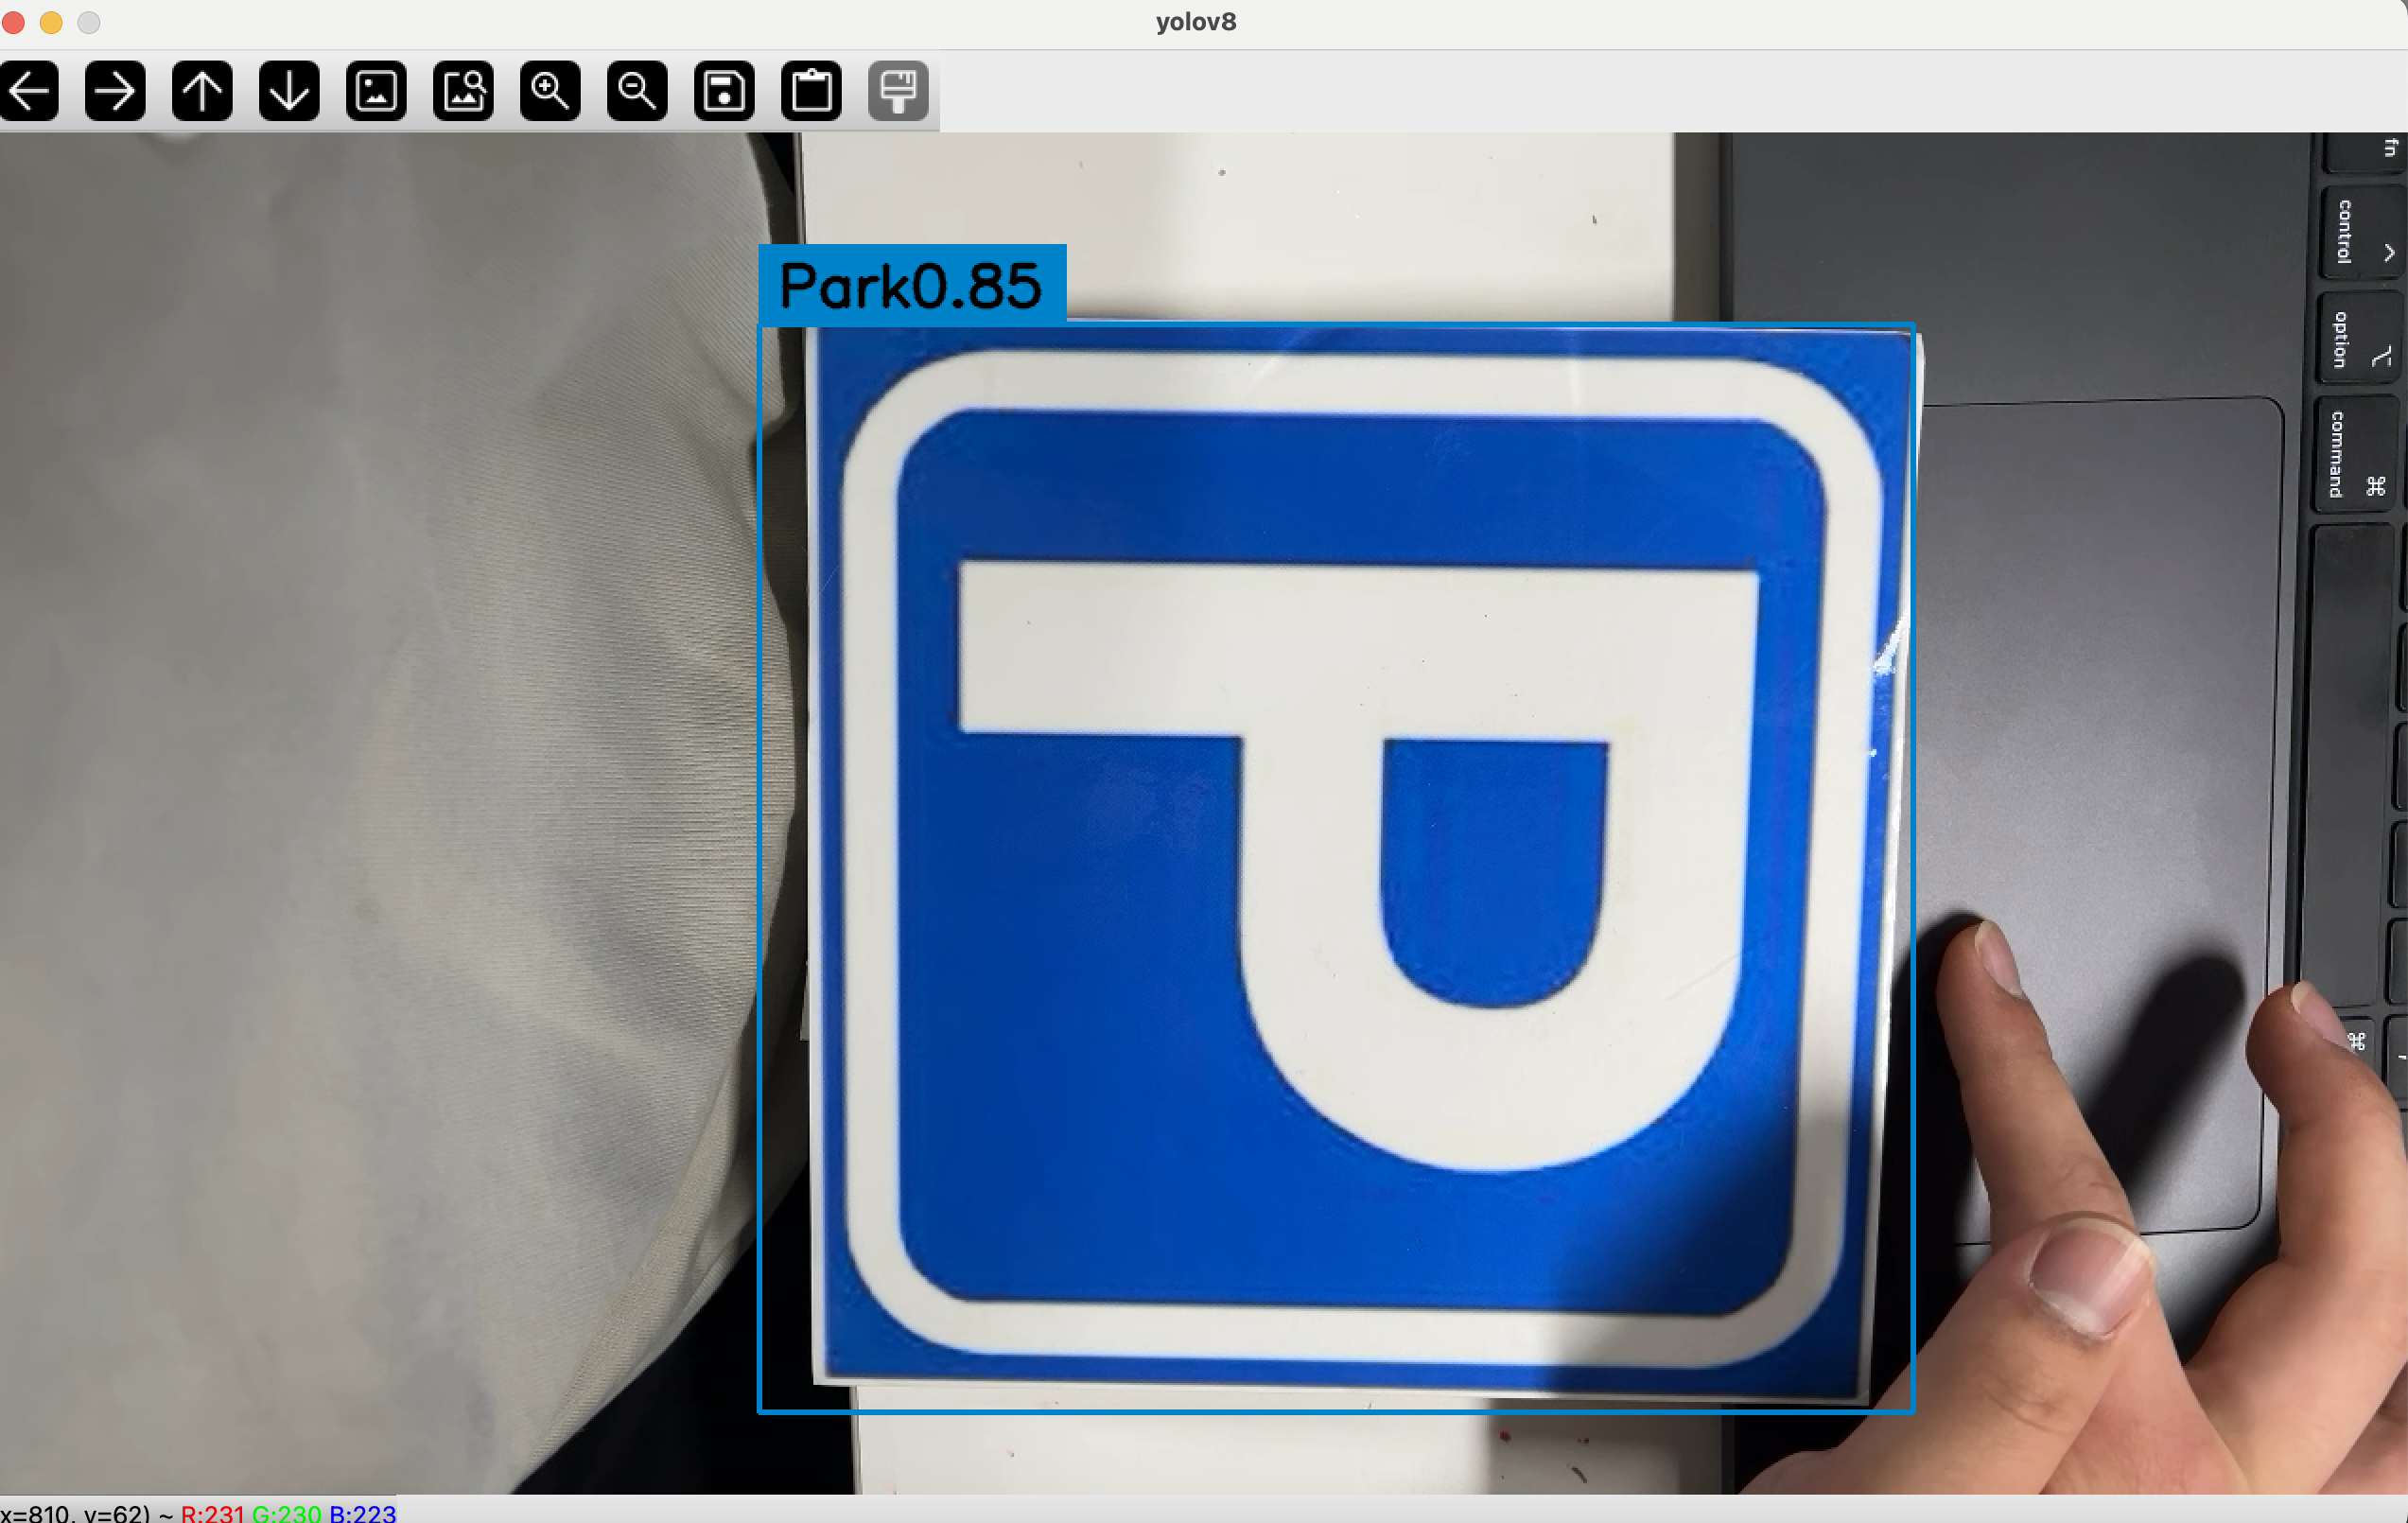 yolov8
fn
control
option
command
Park0.85
P
x=810, y=62) ~ R:231 G:230 B:223